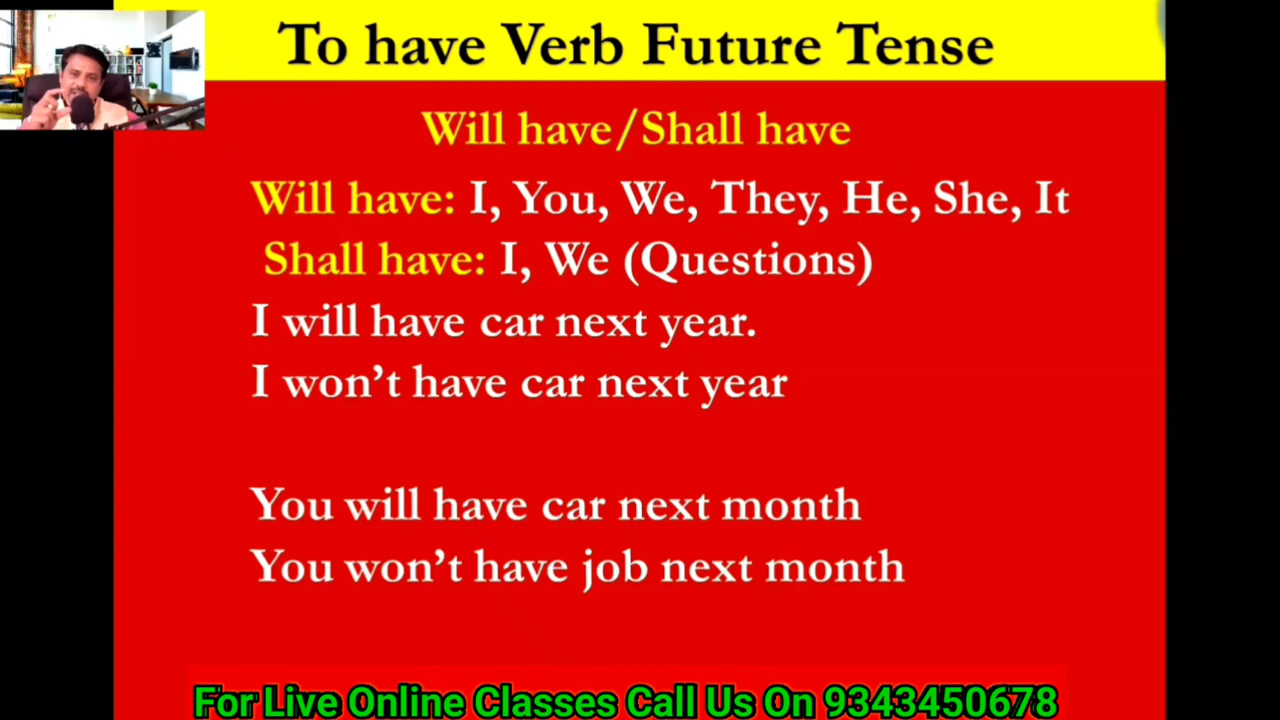 To have Verb Future Tense
Will have/Shall have
Will have: I, You, We, They, He, She, It
Shall have: I, We (Questions)
I will have car next year.
I won’t have car next year
You will have car next month
You won’t have job next month
For Live Online Classes Call Us On 9343450678